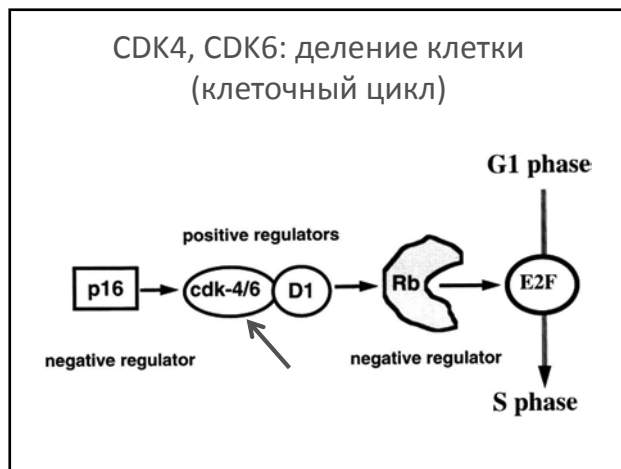 CDK4, CDK6: деление клетки
(клеточный цикл)
G1 phase
positive regulators
p16
cdk-4/6
D1
Rb
E2F
negative regulator
negative regulator
S phase